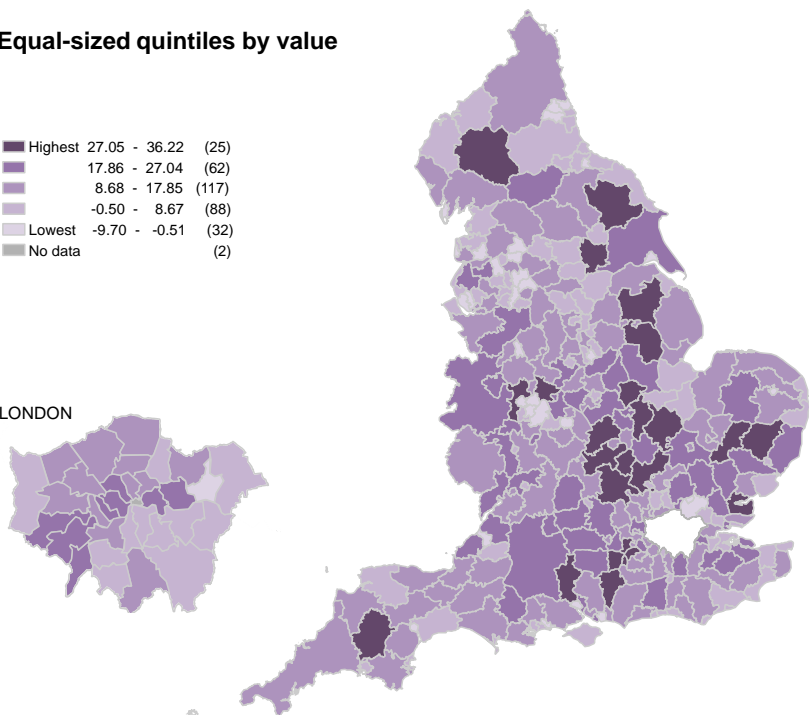 Equal-sized quintiles by value
Highest 27.05 - 36.22 (25)
17.86 - 27.04 (62)
8.68 - 17.85 (117)
-0.50 - 8.67 (88)
Lowest -9.70 - -0.51 (32)
No data (2)
LONDON